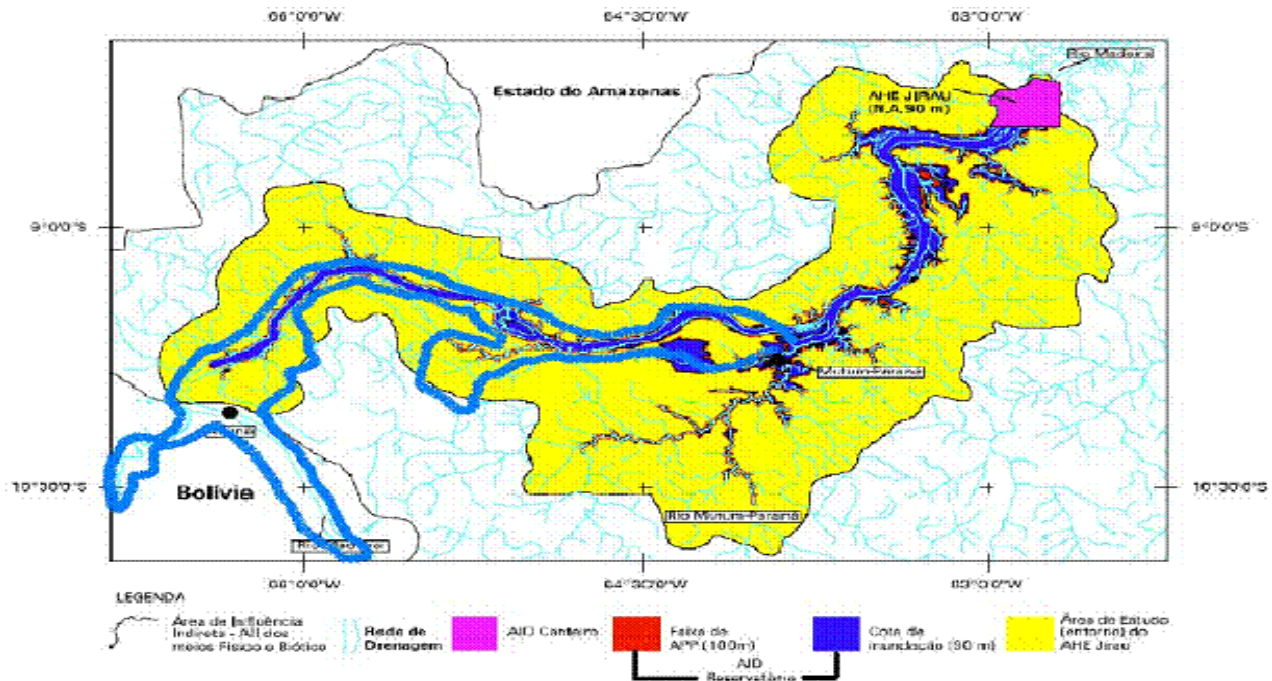 66°0'0"W 64°30'0"W 63°0'0"W
Rio Madeira
Estado do Amazonas
AHE JIRAU
(N.A. 90 m)
9°0'0"S 9°0'0"S
Mutum-Paraná
Bolívia
10°30'0"S 10°30'0"S
Rio Mutum-Paraná
Rio
66°0'0"W 64°30'0"W 63°0'0"W
LEGENDA
Área de Influência
Indireta - AII dos
meios Físico e Biótico
Rede de
Drenagem
AID Canteiro
Faixa de
APP (100m)
Cota de
inundação (90 m)
Área de Estudo
(entorno) do
AHE Jirau
AID
Reservatório